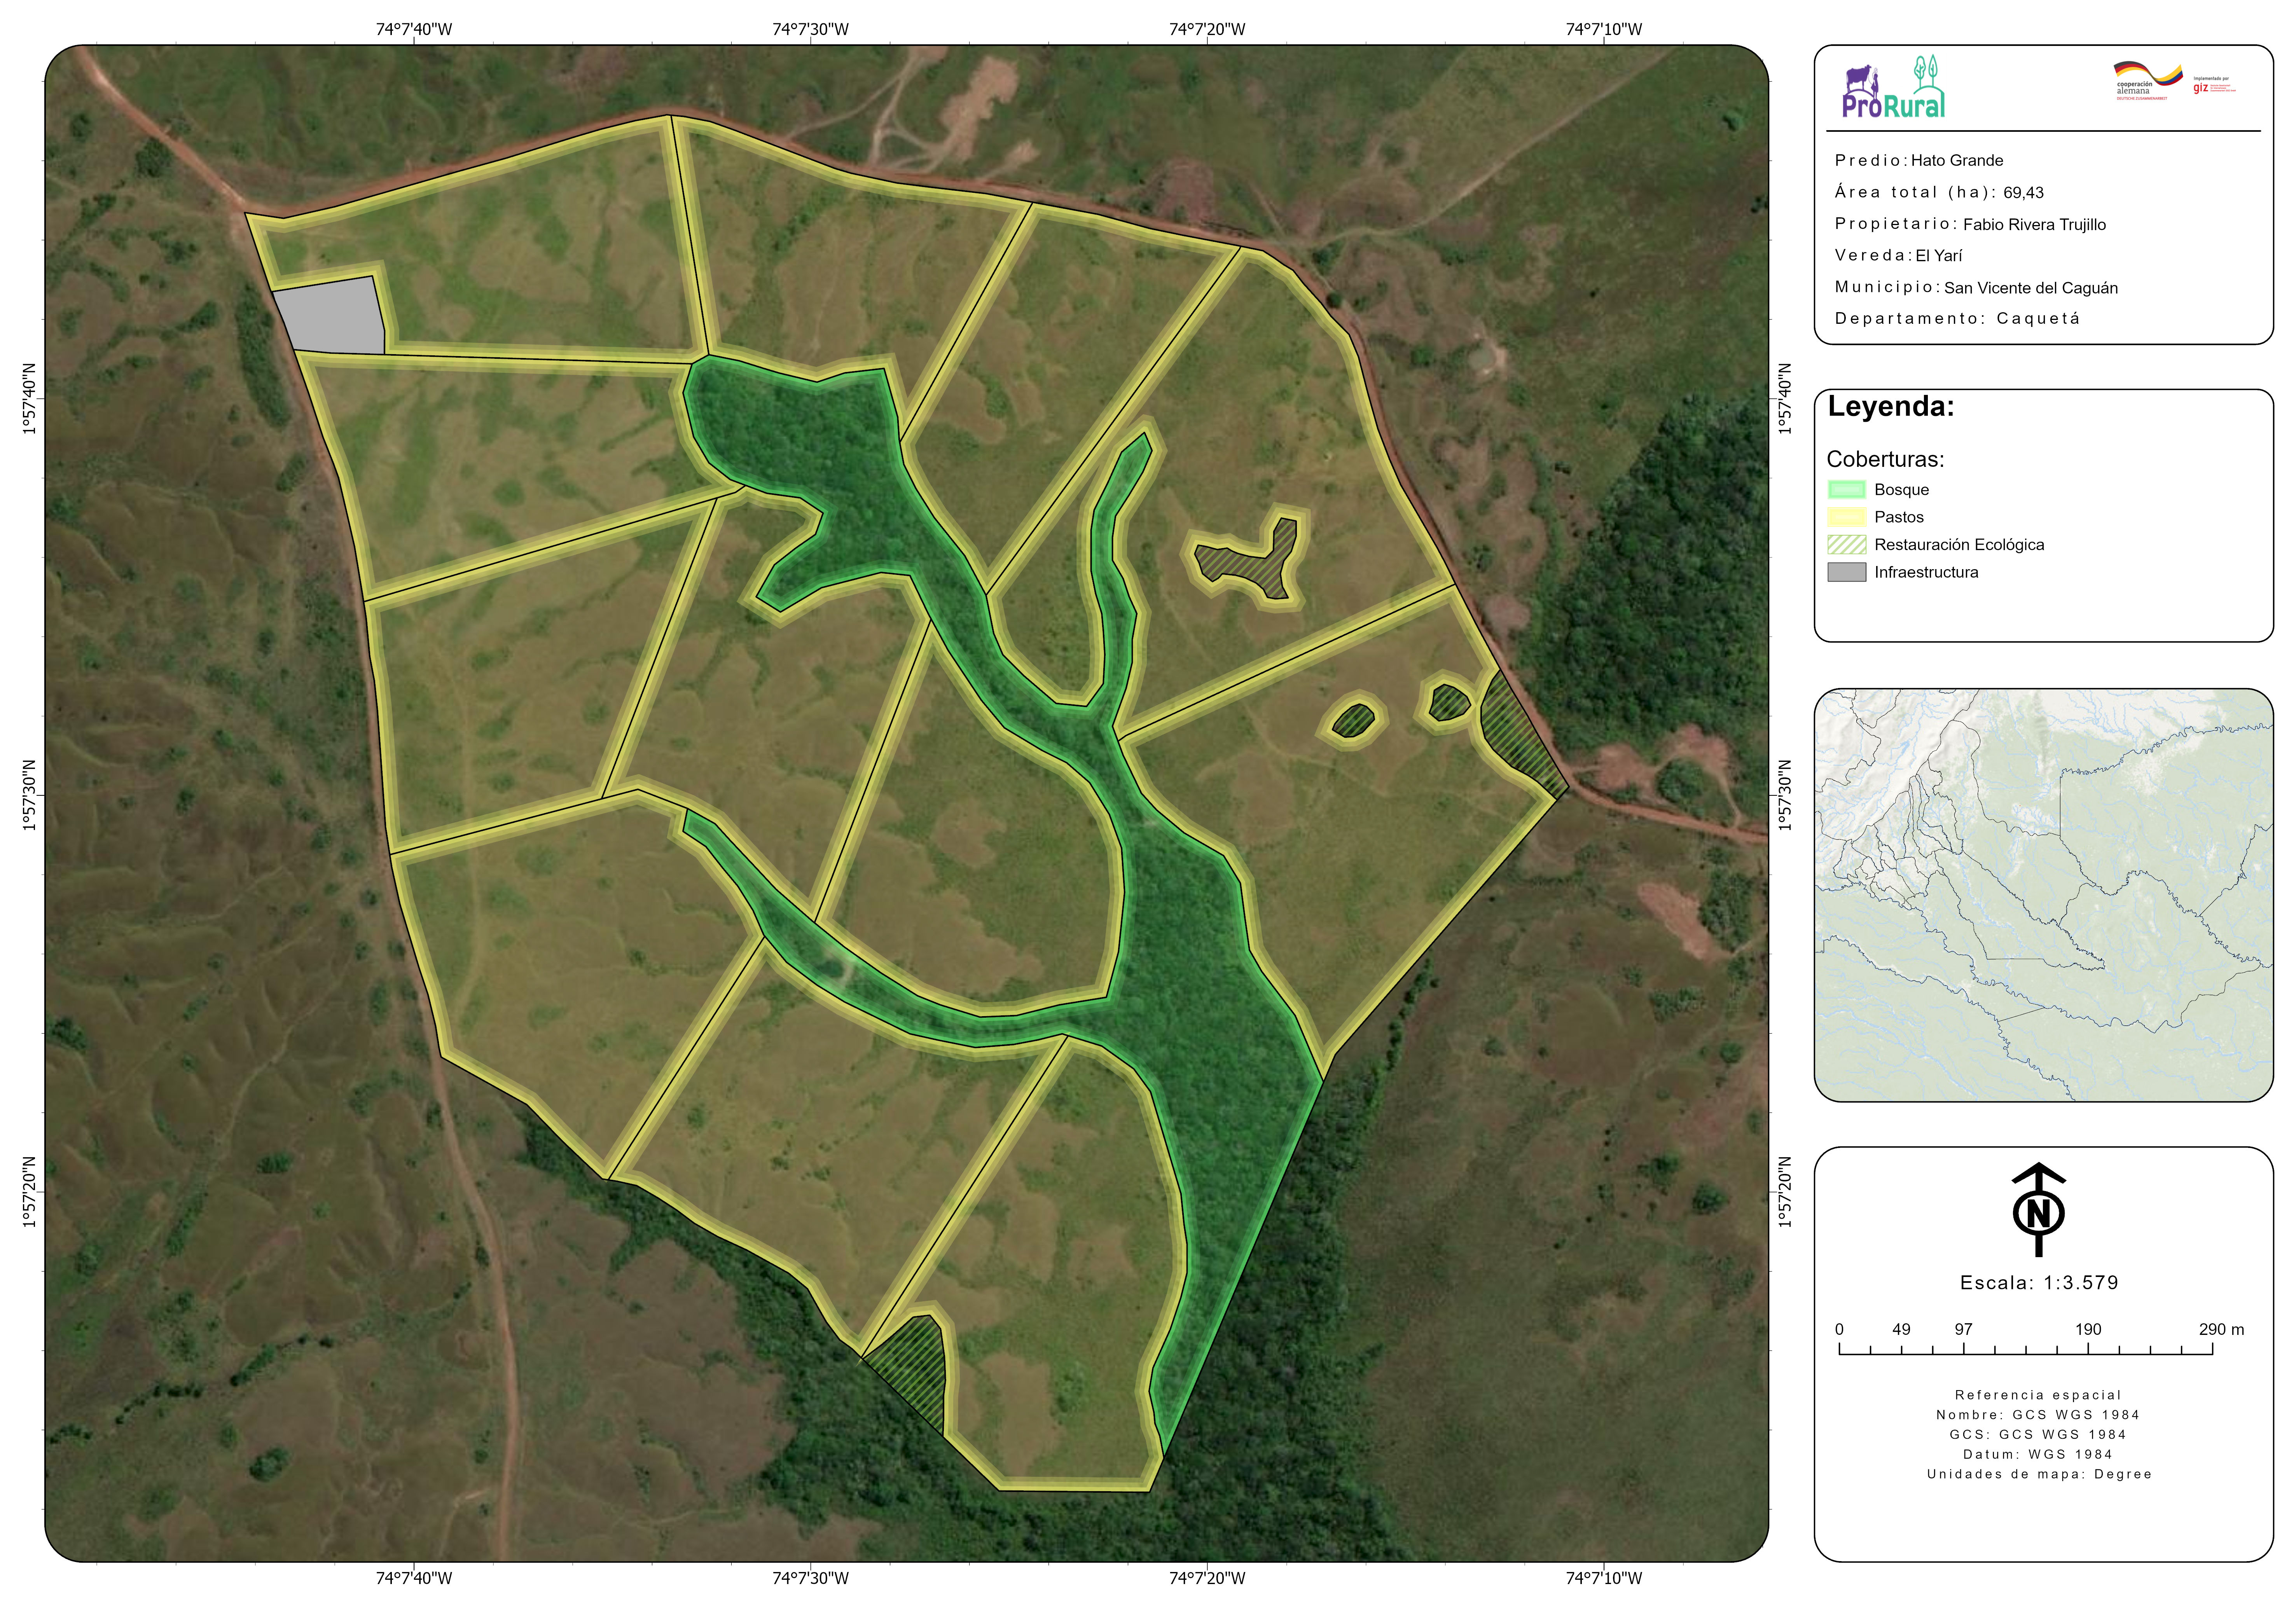 74°7'40"W 74°7'30"W 74°7'20"W 74°7'10"W
1°57'40"N
1°57'30"N
1°57'20"N
1°57'40"N
1°57'30"N
1°57'20"N
74°7'40"W 74°7'30"W 74°7'20"W 74°7'10"W
ProRural
cooperación
alemana
DEUTSCHE ZUSAMMENARBEIT
Implementada por
giz
Predio: Hato Grande
Área total (ha): 69,43
Propietario: Fabio Rivera Trujillo
Vereda: El Yarí
Municipio: San Vicente del Caguán
Departamento: Caquetá
Leyenda:
Coberturas:
Bosque
Pastos
Restauración Ecológica
Infraestructura
N
Escala: 1:3.579
0 49 97 190 290 m
Referencia espacial
Nombre: GCS WGS 1984
GCS: GCS WGS 1984
Datum: WGS 1984
Unidades de mapa: Degree